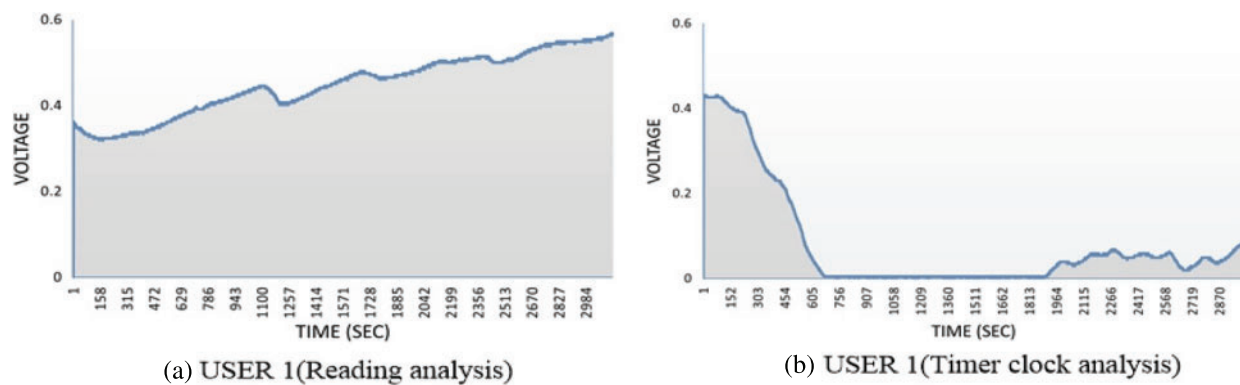 0.6
0.4
0.2
0
VOLTAGE
1 158 315 472 629 786 943 1100 1257 1414 1571 1728 1885 2042 2199 2356 2513 2670 2827 2984
TIME (SEC)
(a) USER 1(Reading analysis)
0.6
0.4
0.2
0
VOLTAGE
1 152 303 454 605 756 907 1058 1209 1360 1511 1662 1813 1964 2115 2266 2417 2568 2719 2870
TIME (SEC)
(b) USER 1(Timer clock analysis)